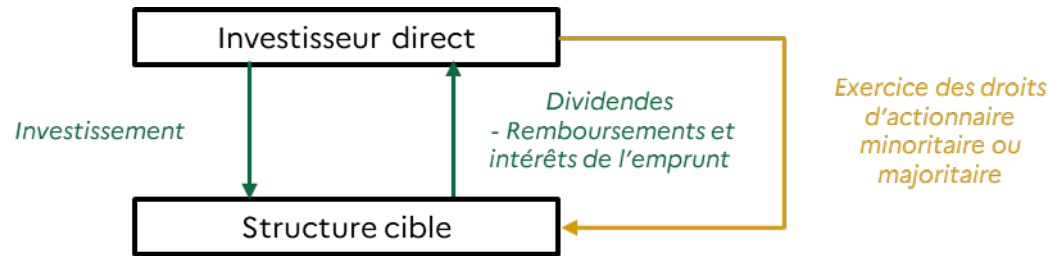 Investisseur direct
Investissement
Dividendes
- Remboursements et
intérêts de l'emprunt
Exercice des droits
d'actionnaire
minoritaire ou
majoritaire
Structure cible